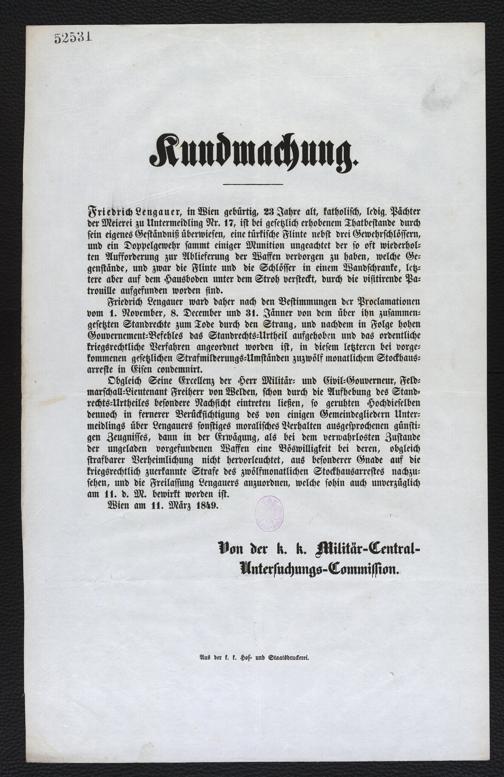 52531
Kundmachung.
Friedrich Lengauer, in Wien gebürtig, 23 Jahre alt, katholisch, ledig, Pächter
der Meierei zu Untermeidling Nr. 17, ist bei gesetzlich erhobenem Thatbestande durch
sein eigenes Geständniß überwiesen, eine türkische Flinte nebst drei Gewehrschlössern,
und ein Doppelgewehr sammt einiger Munition ungeachtet der so oft wiederhol-
ten Aufforderung zur Ablieferung der Waffen verborgen zu haben, welche Ge-
genstände, und zwar die Flinte und die Schlösser in einem Wandschranke, letz-
tere aber auf dem Hausboden unter dem Stroh versteckt, durch die visitirende Pa-
trouille aufgefunden worden sind.
Friedrich Lengauer ward daher nach den Bestimmungen der Proclamationen
vom 1. November, 8. December und 31. Jänner von dem über ihn zusammen-
gesetzten Standrecht zum Tode durch den Strang, und nachdem in Folge hohen
Gouvernement-Befehles das Standrechts-Urtheil aufgehoben und das ordentliche
kriegsrechtliche Verfahren angeordnet worden ist, in diesem letzteren bei vorge-
kommenen gesetzlichen Strafmilderungs-Umständen zu zwölf monatlichem Stockhaus-
arreste in Eisen condemnirt.
Obgleich Seine Excellenz der Herr Militär- und Civil-Gouverneur, Feld-
marschall-Lieutenant Freiherr von Welden, schon durch die Aufhebung des Stand-
rechts-Urtheiles besondere Nachsicht eintreten ließen, so geruhten Hochdieselben
dennoch in fernerer Berücksichtigung des von einigen Gemeindegliedern Unter-
meidlings über Lengauers sonstiges moralisches Verhalten ausgesprochenen günsti-
gen Zeugnisses, dann in der Erwägung, als bei dem verwahrlosten Zustande
der ungeladen vorgefundenen Waffen eine Böswilligkeit bei deren, obgleich
strafbarer Verheimlichung nicht hervorleuchtet, aus besonderer Gnade auf die
kriegsrechtlich zuerkannte Strafe des zwölfmonatlichen Stockhausarrestes nachzu-
sehen, und die Freilassung Lengauers anzuordnen, welche sohin auch unverzüglich
am 11. d. M. bewirkt worden ist.
Wien am 11. März 1849.
Von der k. k. Militär-Central-
Untersuchungs-Commission.
Aus der k. k. Hof- und Staatsdruckerei.